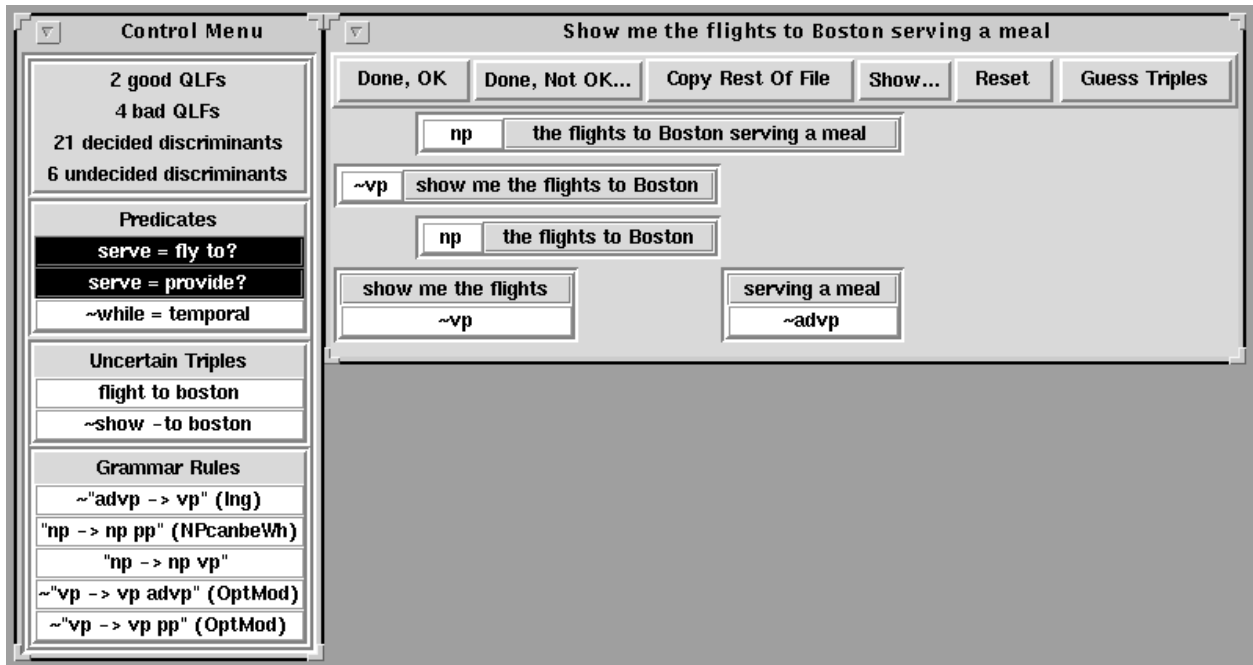 Control Menu
2 good QLFs
4 bad QLFs
21 decided discriminants
6 undecided discriminants
Predicates
serve = fly to?
serve = provide?
~while = temporal
Uncertain Triples
flight to boston
~show -to boston
Grammar Rules
~"advp -> vp" (Ing)
"np -> np pp" (NPcanbeWh)
"np -> np vp"
~"vp -> vp advp" (OptMod)
~"vp -> vp pp" (OptMod)
Show me the flights to Boston serving a meal
Done, OK Done, Not OK... Copy Rest Of File Show... Reset Guess Triples
np the flights to Boston serving a meal
~vp show me the flights to Boston
np the flights to Boston
show me the flights serving a meal
~vp ~advp